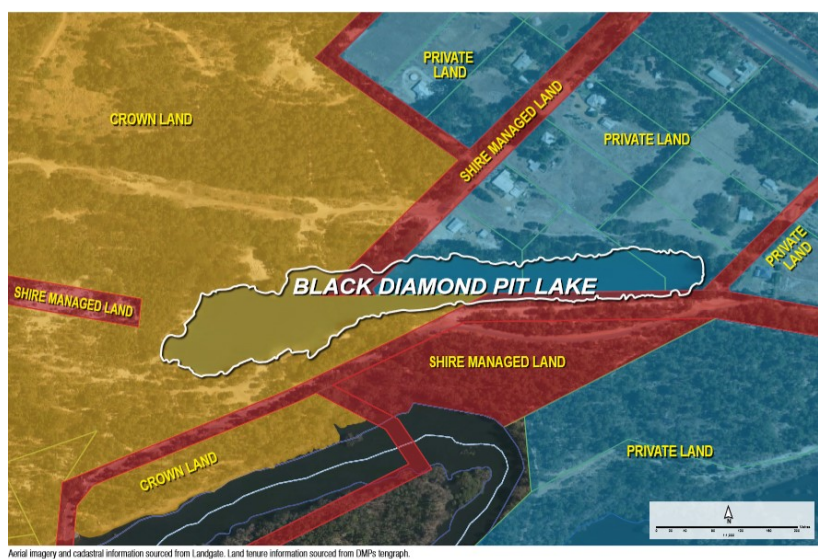 PRIVATE
LAND
CROWN LAND
SHIRE MANAGED LAND
PRIVATE LAND
PRIVATE
LAND
BLACK DIAMOND PIT LAKE
SHIRE MANAGED LAND
SHIRE MANAGED LAND
PRIVATE LAND
CROWN LAND
N
Aerial imagery and cadastral information sourced from Landgate. Land tenure information sourced from DMPs tengraph.